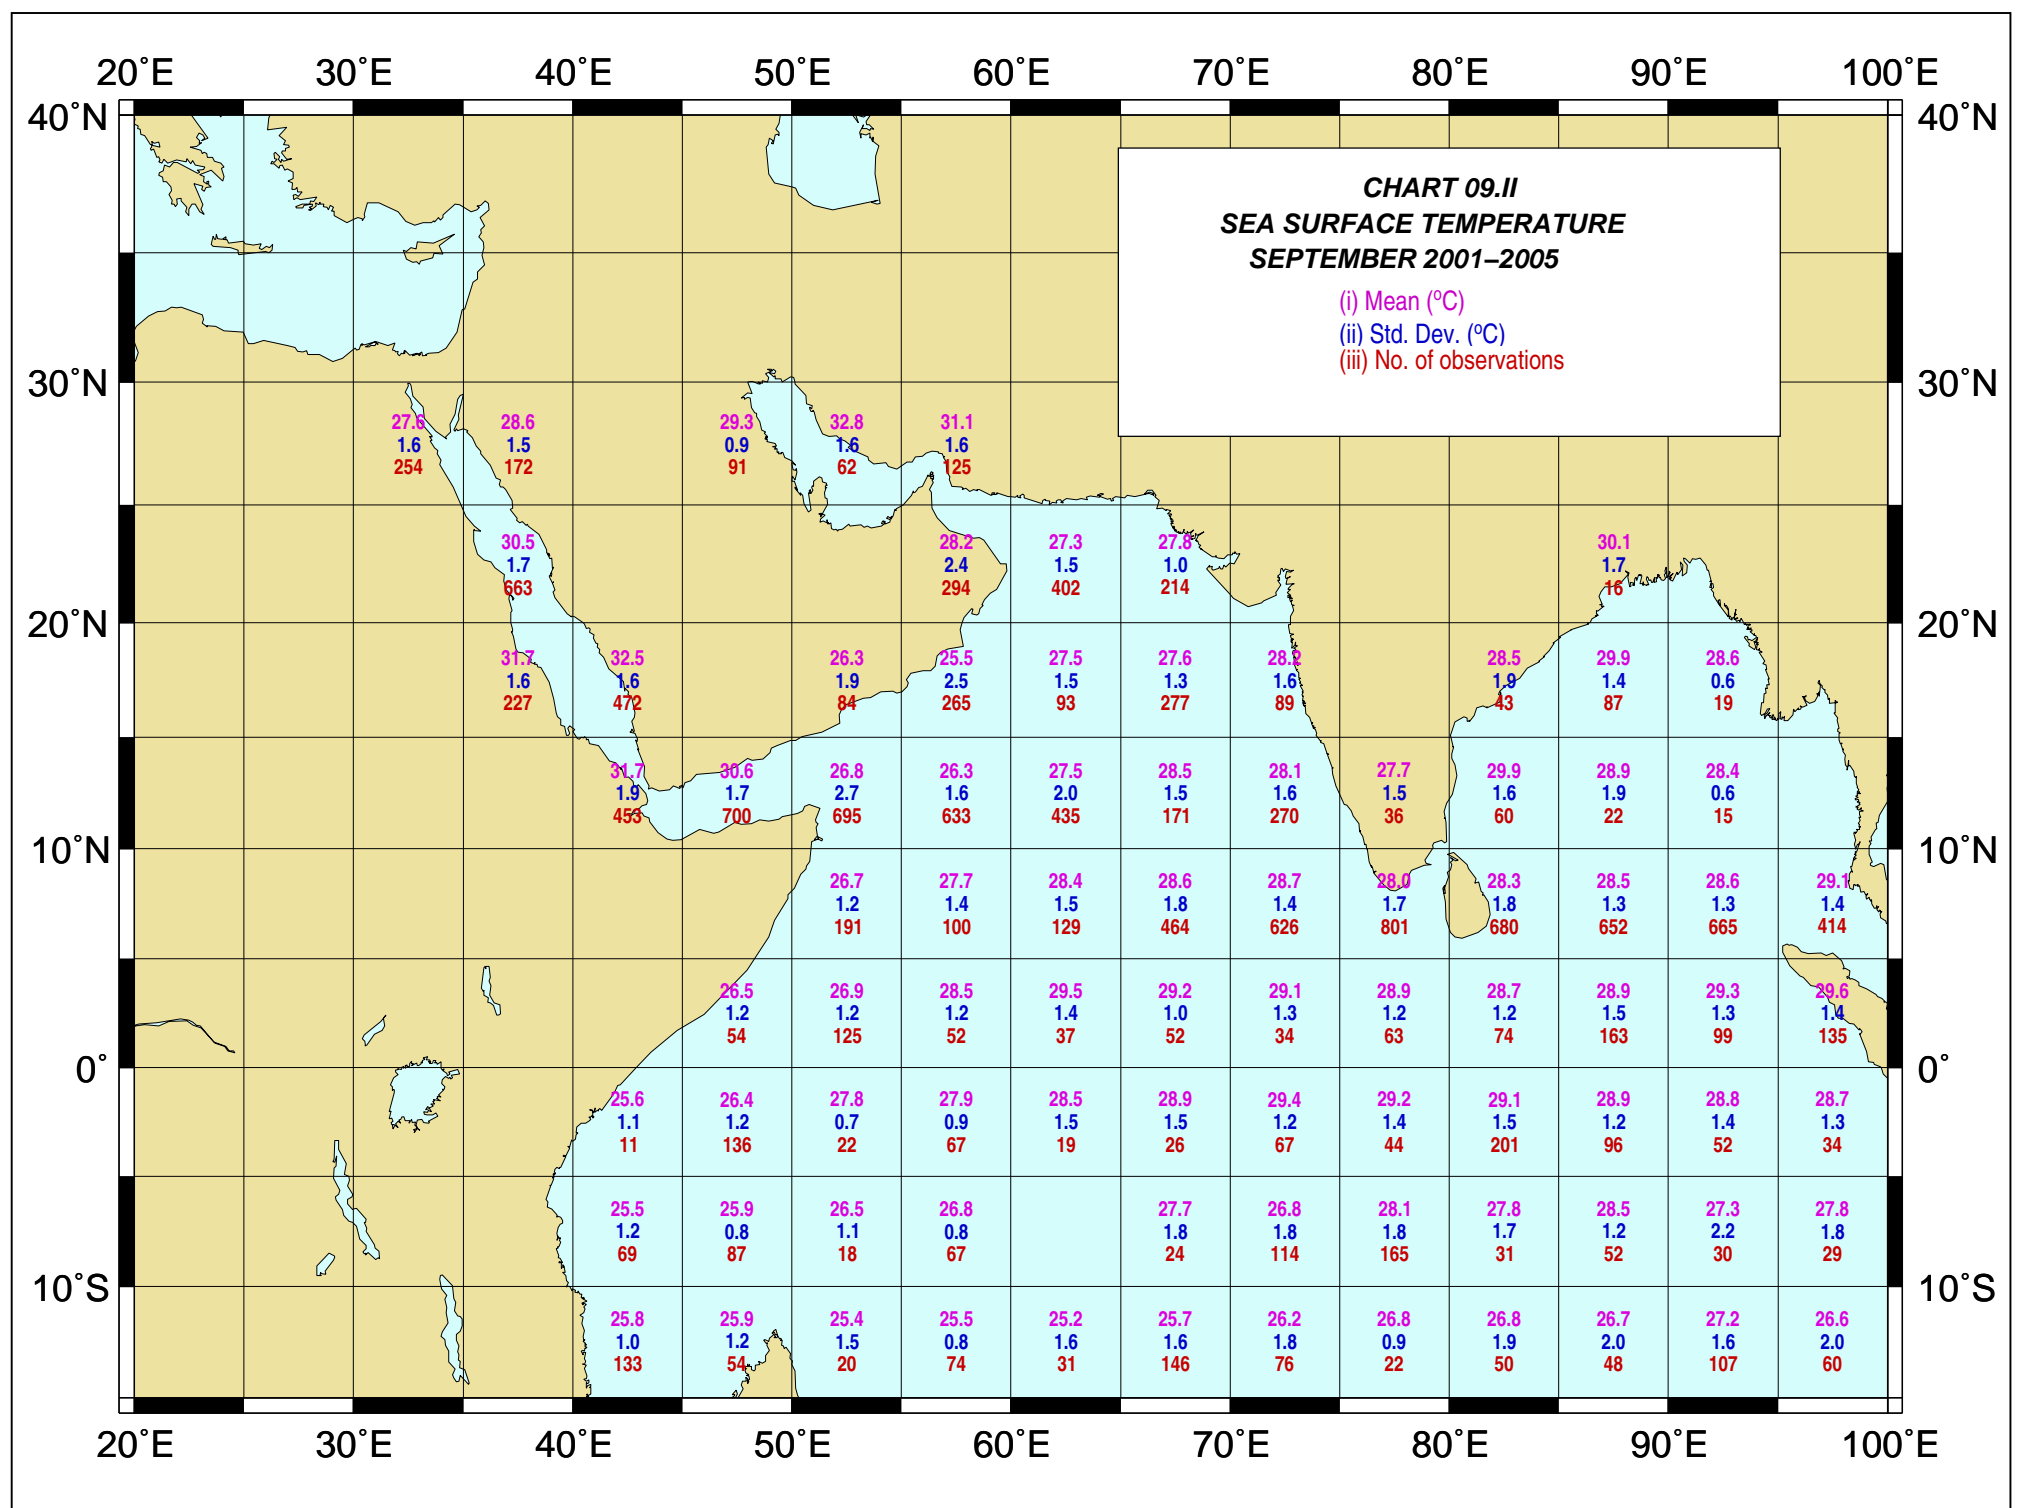 20˚E 30˚E 40˚E 50˚E 60˚E 70˚E 80˚E 90˚E 100˚E
40˚N 40˚N
CHART 09.II
SEA SURFACE TEMPERATURE
SEPTEMBER 2001–2005
(i) Mean (ºC)
(ii) Std. Dev. (ºC)
(iii) No. of observations
30˚N 30˚N
27.6 28.6 29.3 32.8 31.1
1.6 1.5 0.9 1.6 1.6
254 172 91 62 125
30.5 28.2 27.3 27.8 30.1
1.7 2.4 1.5 1.0 1.7
663 294 402 214 16
20˚N 20˚N
31.7 32.5 26.3 25.5 27.5 27.6 28.2 28.5 29.9 28.6
1.6 1.6 1.9 2.5 1.5 1.3 1.6 1.9 1.4 0.6
227 472 84 265 93 277 89 43 87 19
31.7 30.6 26.8 26.3 27.5 28.5 28.1 27.7 29.9 28.9 28.4
1.9 1.7 2.7 1.6 2.0 1.5 1.6 1.5 1.6 1.9 0.6
453 700 695 633 435 171 270 36 60 22 15
10˚N 10˚N
26.7 27.7 28.4 28.6 28.7 28.0 28.3 28.5 28.6 29.1
1.2 1.4 1.5 1.8 1.4 1.7 1.8 1.3 1.3 1.4
191 100 129 464 626 801 680 652 665 414
26.5 26.9 28.5 29.5 29.2 29.1 28.9 28.7 28.9 29.3 29.6
1.2 1.2 1.2 1.4 1.0 1.3 1.2 1.2 1.5 1.3 1.4
54 125 52 37 52 34 63 74 163 99 135
0˚ 0˚
25.6 26.4 27.8 27.9 28.5 28.9 29.4 29.2 29.1 28.9 28.8 28.7
1.1 1.2 0.7 0.9 1.5 1.5 1.2 1.4 1.5 1.2 1.4 1.3
11 136 22 67 19 26 67 44 201 96 52 34
25.5 25.9 26.5 26.8 27.7 26.8 28.1 27.8 28.5 27.3 27.8
1.2 0.8 1.1 0.8 1.8 1.8 1.8 1.7 1.2 2.2 1.8
69 87 18 67 24 114 165 31 52 30 29
10˚S 10˚S
25.8 25.9 25.4 25.5 25.2 25.7 26.2 26.8 26.8 26.7 27.2 26.6
1.0 1.2 1.5 0.8 1.6 1.6 1.8 0.9 1.9 2.0 1.6 2.0
133 54 20 74 31 146 76 22 50 48 107 60
20˚E 30˚E 40˚E 50˚E 60˚E 70˚E 80˚E 90˚E 100˚E